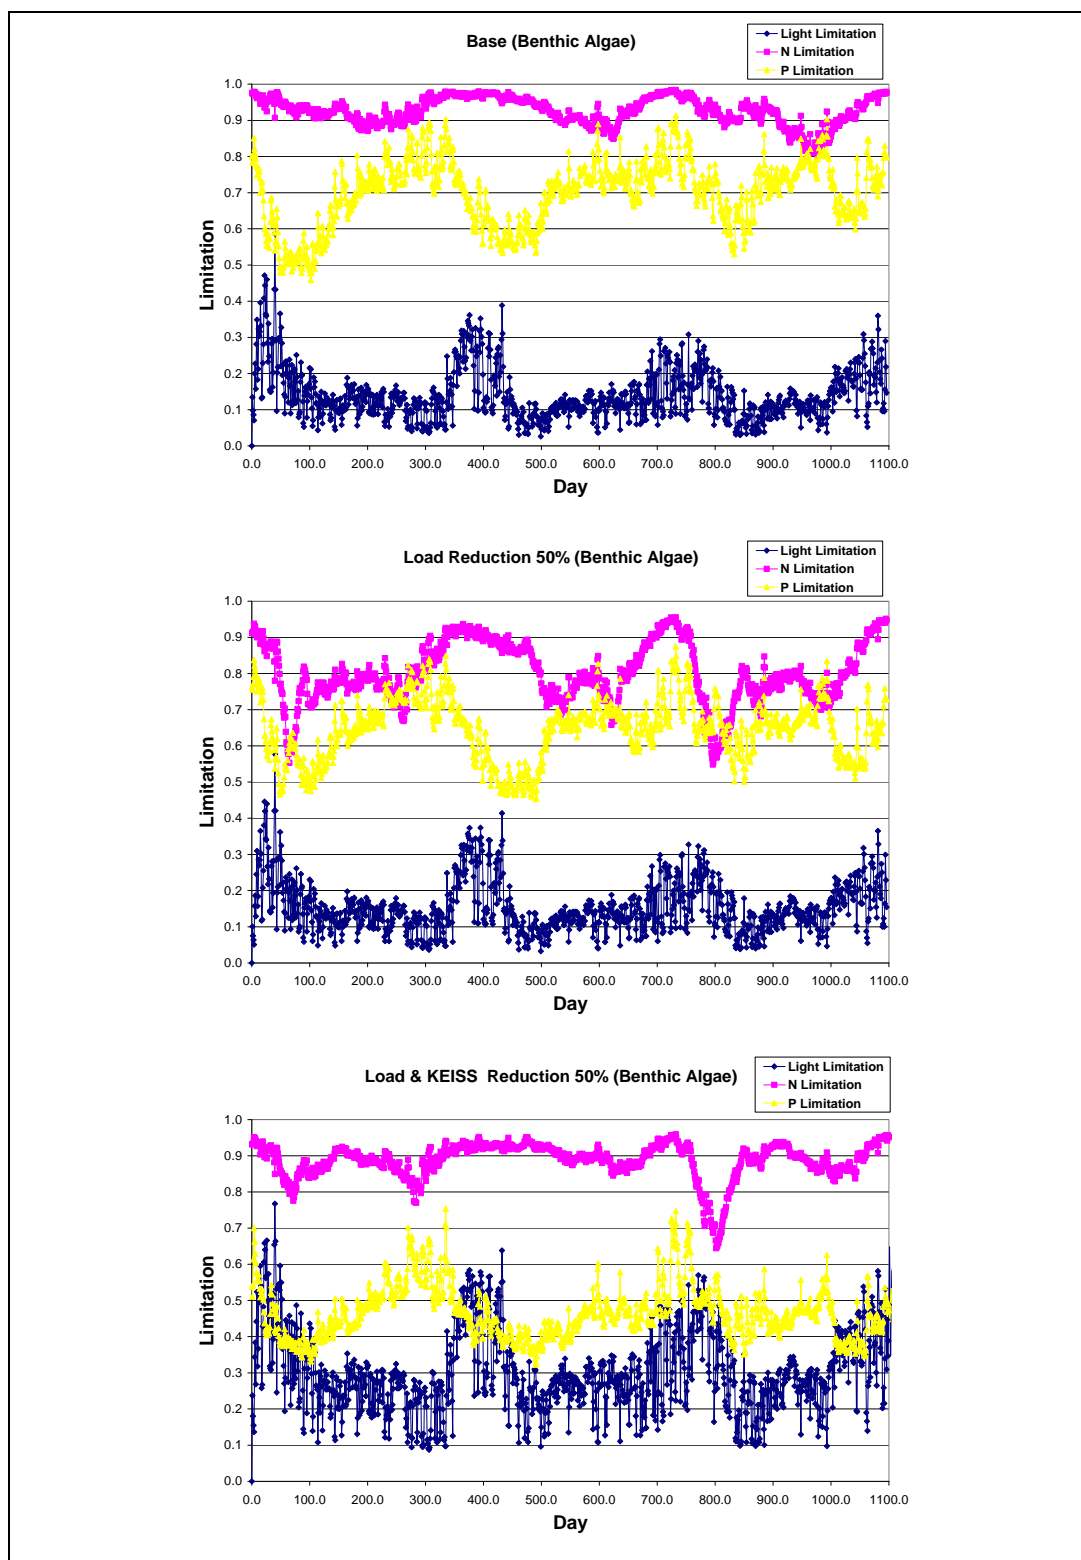 Base (Benthic Algae)
Light Limitation
N Limitation
P Limitation
1.0
0.9
0.8
0.7
0.6
0.5
0.4
0.3
0.2
0.1
0.0
Limitation
0.0 100.0 200.0 300.0 400.0 500.0 600.0 700.0 800.0 900.0 1000.0 1100.0
Day
Load Reduction 50% (Benthic Algae)
Light Limitation
N Limitation
P Limitation
1.0
0.9
0.8
0.7
0.6
0.5
0.4
0.3
0.2
0.1
0.0
Limitation
0.0 100.0 200.0 300.0 400.0 500.0 600.0 700.0 800.0 900.0 1000.0 1100.0
Day
Load & KEISS Reduction 50% (Benthic Algae)
Light Limitation
N Limitation
P Limitation
1.0
0.9
0.8
0.7
0.6
0.5
0.4
0.3
0.2
0.1
0.0
Limitation
0.0 100.0 200.0 300.0 400.0 500.0 600.0 700.0 800.0 900.0 1000.0 1100.0
Day